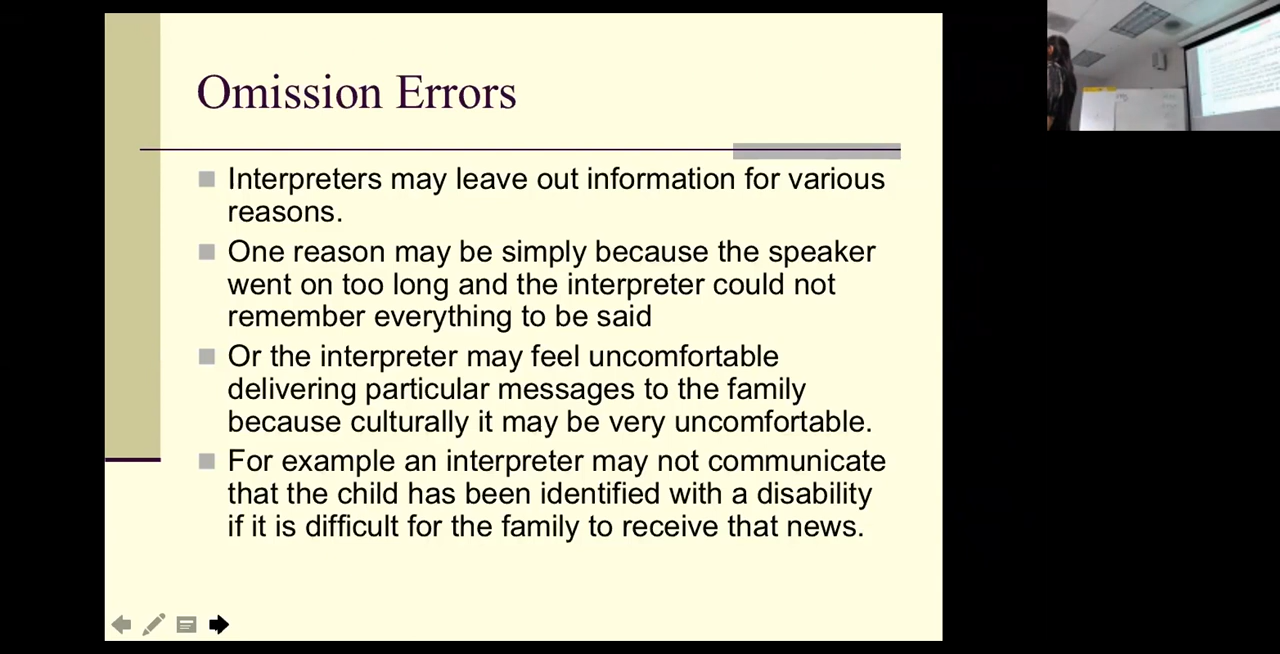 Omission Errors
Interpreters may leave out information for various
reasons.
One reason may be simply because the speaker
went on too long and the interpreter could not
remember everything to be said
Or the interpreter may feel uncomfortable
delivering particular messages to the family
because culturally it may be very uncomfortable.
For example an interpreter may not communicate
that the child has been identified with a disability
if it is difficult for the family to receive that news.